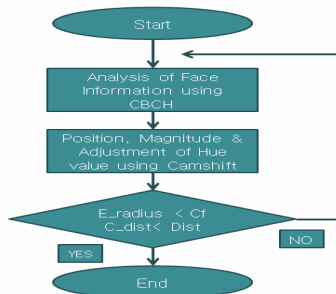 Start
Analysis of Face
Information using
CBCH
Position, Magnitude &
Adjustment of Hue
value using Camshift
E_radius < Cf
C_dist< Dist
YES
NO
End